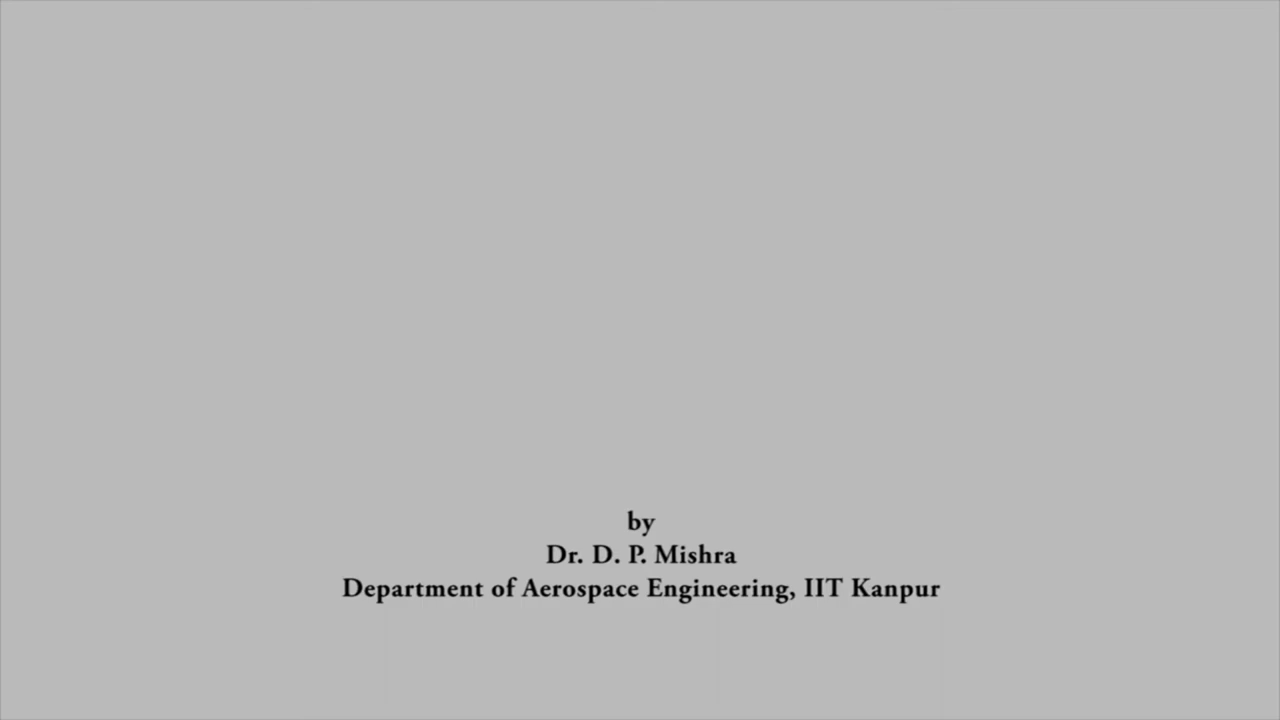 by
Dr. D. P. Mishra
Department of Aerospace Engineering, IIT Kanpur